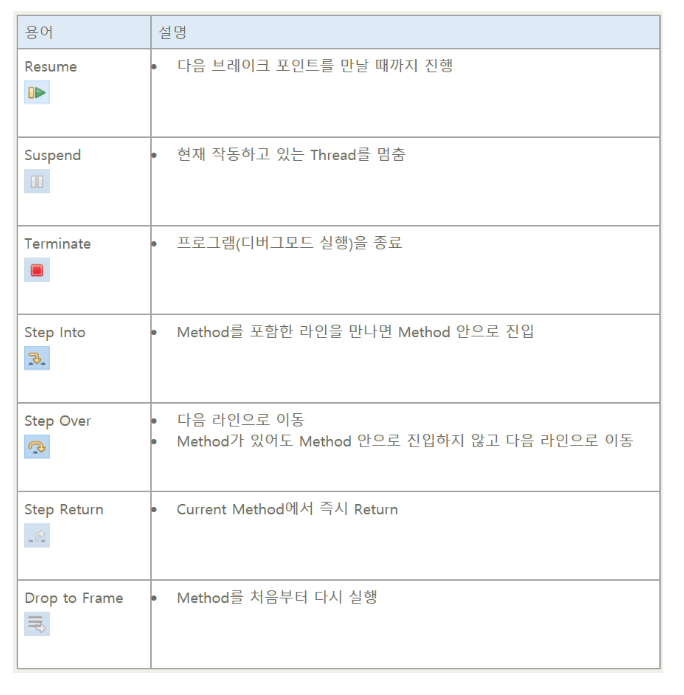 용어 설명
Resume • 다음 브레이크 포인트를 만날 때까지 진행
Suspend • 현재 작동하고 있는 Thread를 멈춤
Terminate • 프로그램(디버그모드 실행)을 종료
Step Into • Method를 포함한 라인을 만나면 Method 안으로 진입
Step Over • 다음 라인으로 이동
• Method가 있어도 Method 안으로 진입하지 않고 다음 라인으로 이동
Step Return • Current Method에서 즉시 Return
Drop to Frame • Method를 처음부터 다시 실행